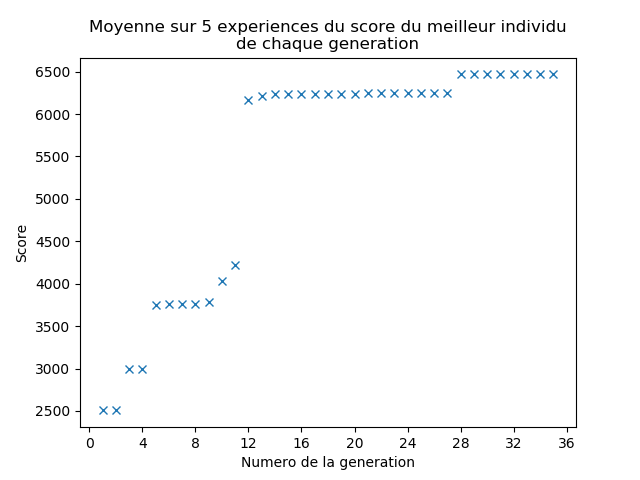 Moyenne sur 5 experiences du score du meilleur individu
de chaque generation
6500
6000
5500
5000
4500
4000
3500
3000
2500
Score
0 4 8 12 16 20 24 28 32 36
Numero de la generation